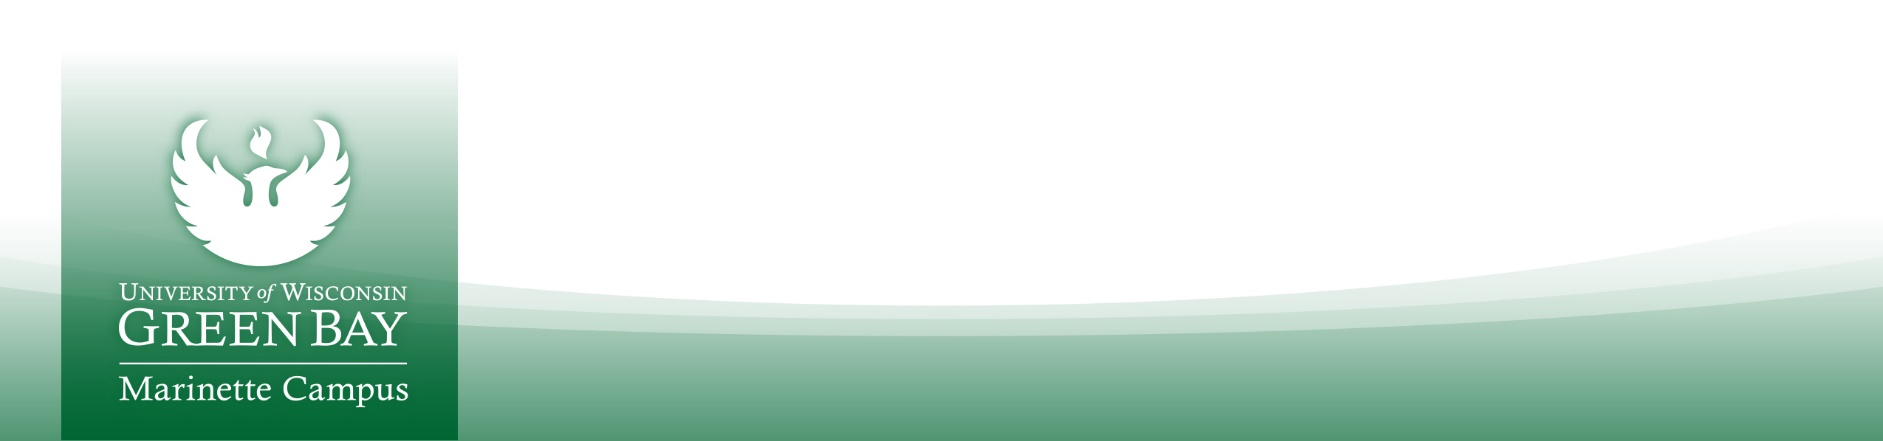 University of Wisconsin
Green Bay
Marinette Campus